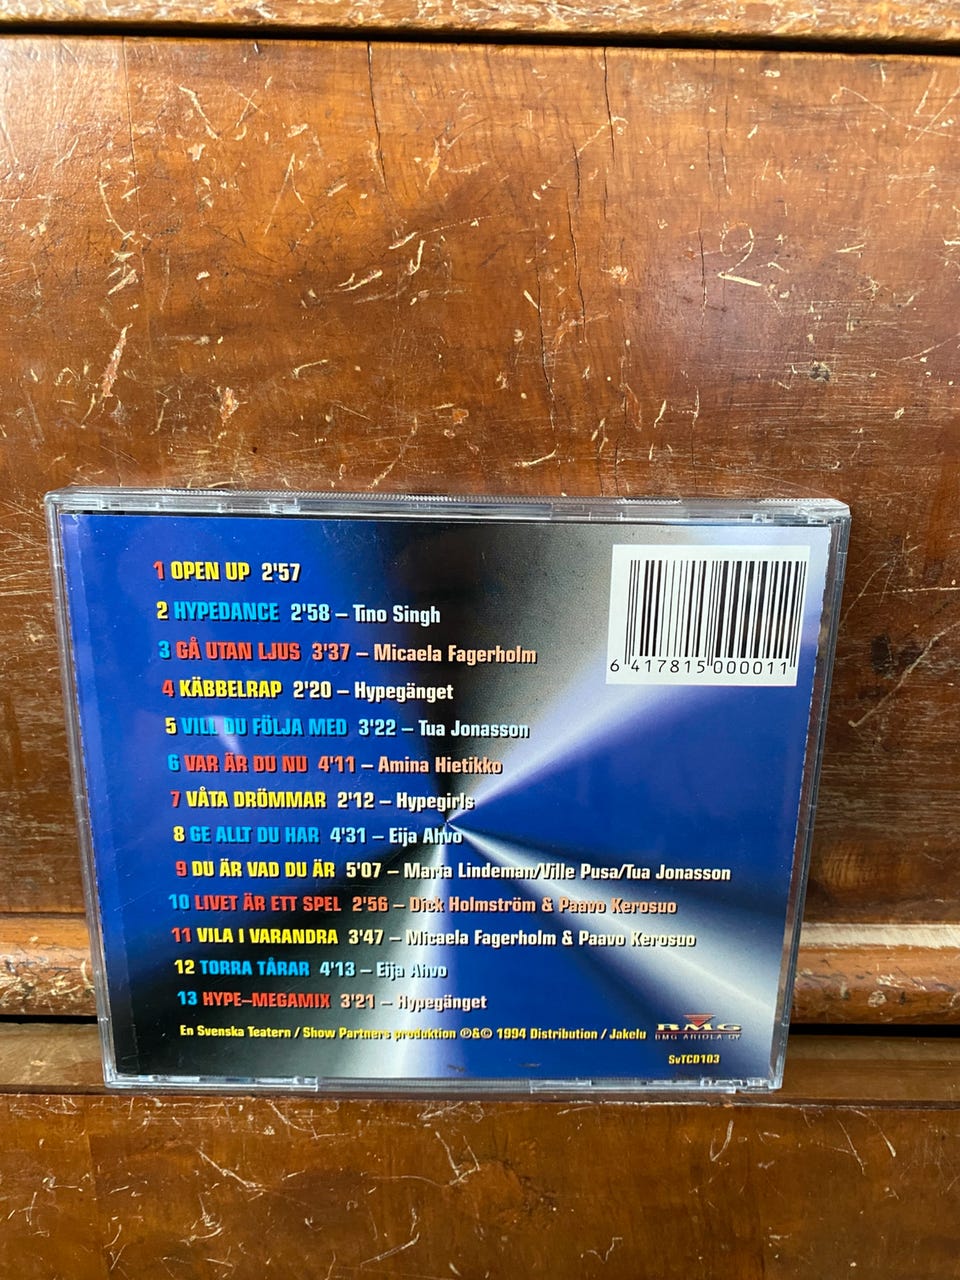 1 OPEN UP 2'57
2 HYPEDANCE 2'58 – Tino Singh
3 GÅ UTAN LJUS 3'37 – Micaela Fagerholm
4 KÄBBELRAP 2'20 – Hypegänget
5 VILL DU FÖLJA MED 3'22 – Tua Jonasson
6 VAR ÄR DU NU 4'11 – Amina Hietikko
7 VÅTA DRÖMMAR 2'12 – Hypegirls
8 GE ALLT DU HAR 4'31 – Eija Ahvo
9 DU ÄR VAD DU ÄR 5'07 – Maria Lindeman/Ville Pusa/Tua Jonasson
10 LIVET ÄR ETT SPEL 2'56 – Dick Holmström & Paavo Kerosuo
11 VILA I VARANDRA 3'47 – Micaela Fagerholm & Paavo Kerosuo
12 TORRA TÅRAR 4'13 – Eija Ahvo
13 HYPE–MEGAMIX 3'21 – Hypegänget
6 417815 000011
En Svenska Teatern / Show Partners produktion ℗&© 1994 Distribution / Jakelu
BMG
BMG ARIOLA OY
SvTCD103